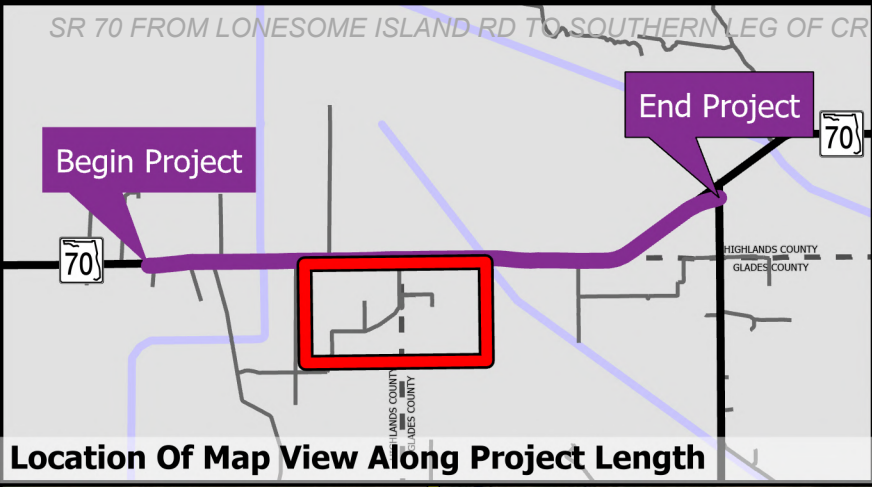 SR 70 FROM LONESOME ISLAND RD TO SOUTHERN LEG OF CR
End Project
70
Begin Project
70
HIGHLANDS COUNTY
GLADES COUNTY
HIGHLANDS COUNTY
GLADES COUNTY
Location Of Map View Along Project Length